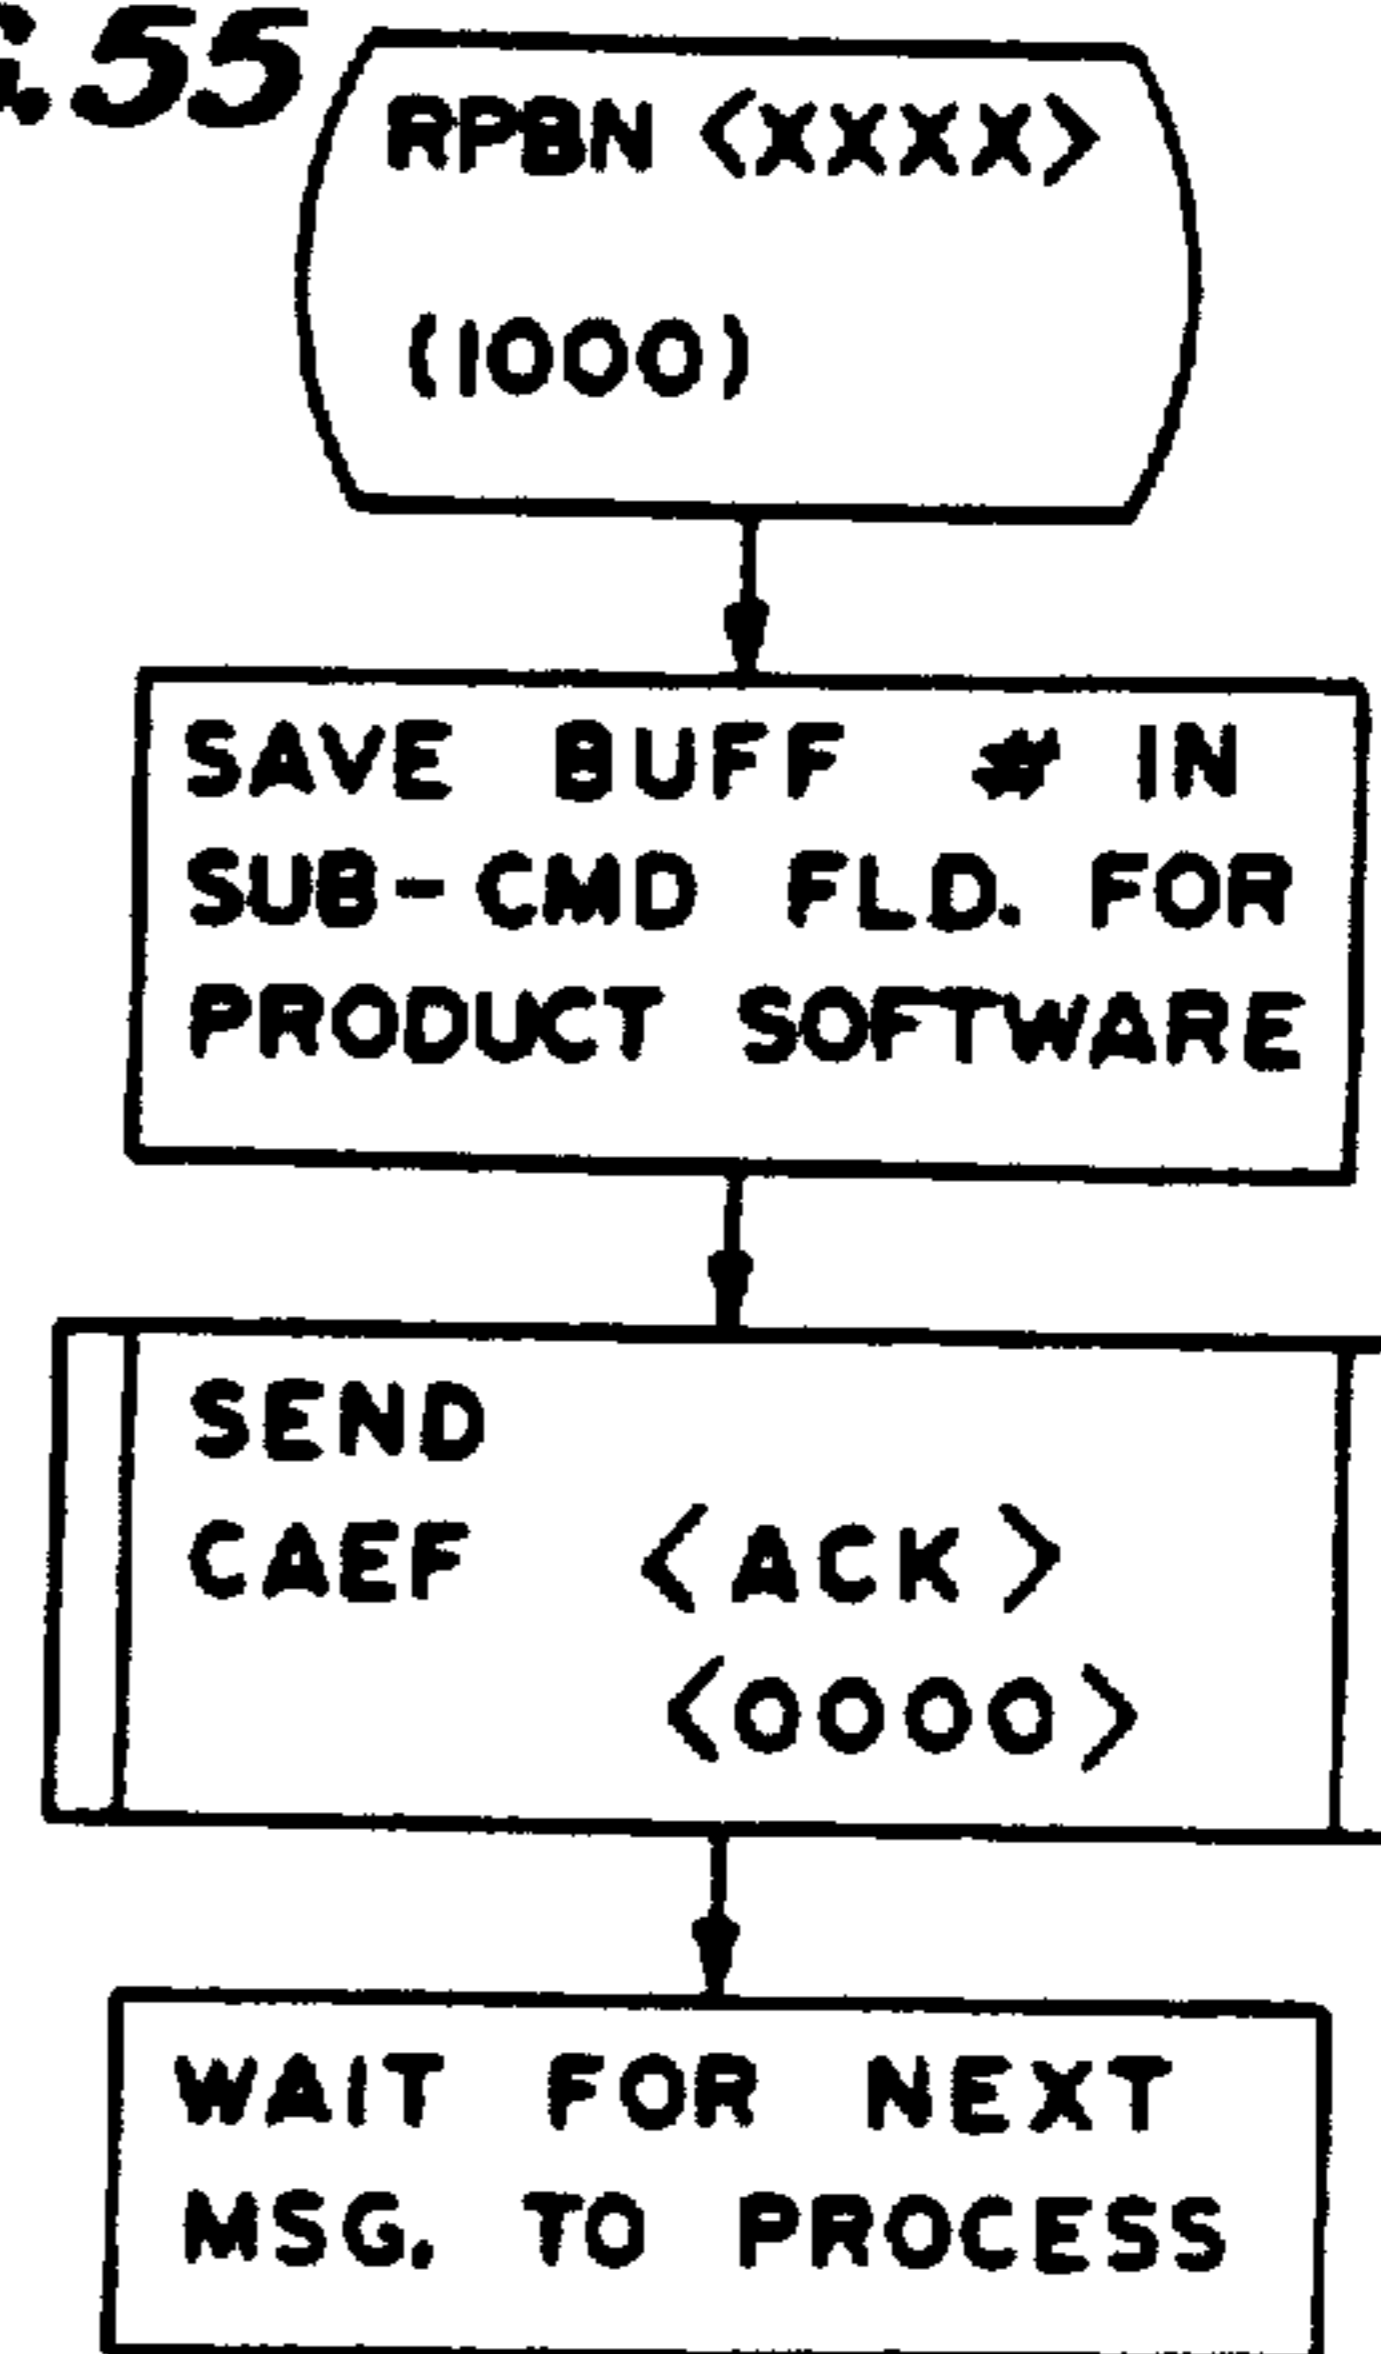 .55
RPBN <XXXX>
(1000)
SAVE BUFF # IN
SUB-CMD FLD. FOR
PRODUCT SOFTWARE
SEND
CAEF <ACK>
<0000>
WAIT FOR NEXT
MSG. TO PROCESS